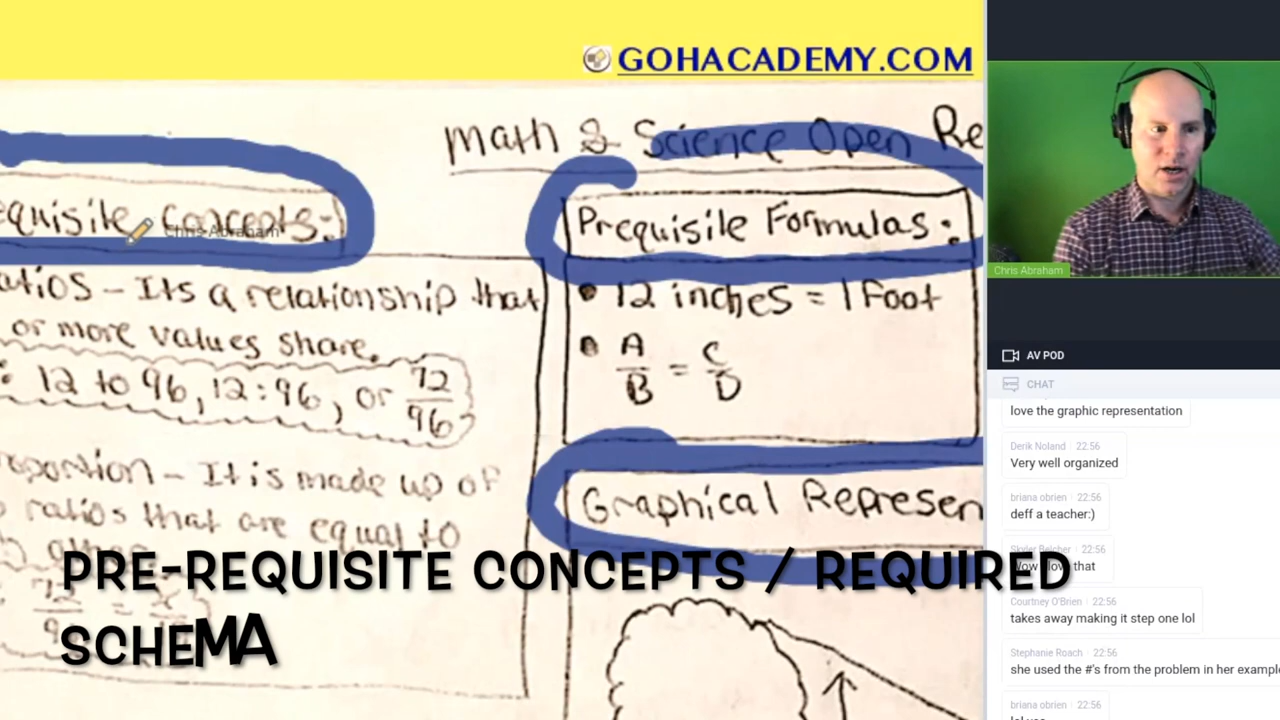 GOHACADEMY.COM
Math & Science Open Re
equisite Concepts:
Chris Abraham
atios - Its a relationship that
or more values share.
: 12 to 96, 12:96, or 12/96
roportion - It is made up of
ratios that are equal to
other
Prequisite Formulas:
• 12 inches = 1 Foot
• A/B = C/D
Graphical Represen
PRE-REQUISITE CONCEPTS / REQUIRED
SCHEMA
Chris Abraham
AV POD
CHAT
love the graphic representation
Derik Noland 22:56
Very well organized
briana obrien 22:56
deff a teacher:)
Skyler Belcher 22:56
Wow I love that
Courtney O'Brien 22:56
takes away making it step one lol
Stephanie Roach 22:56
she used the #'s from the problem in her example
briana obrien 22:56